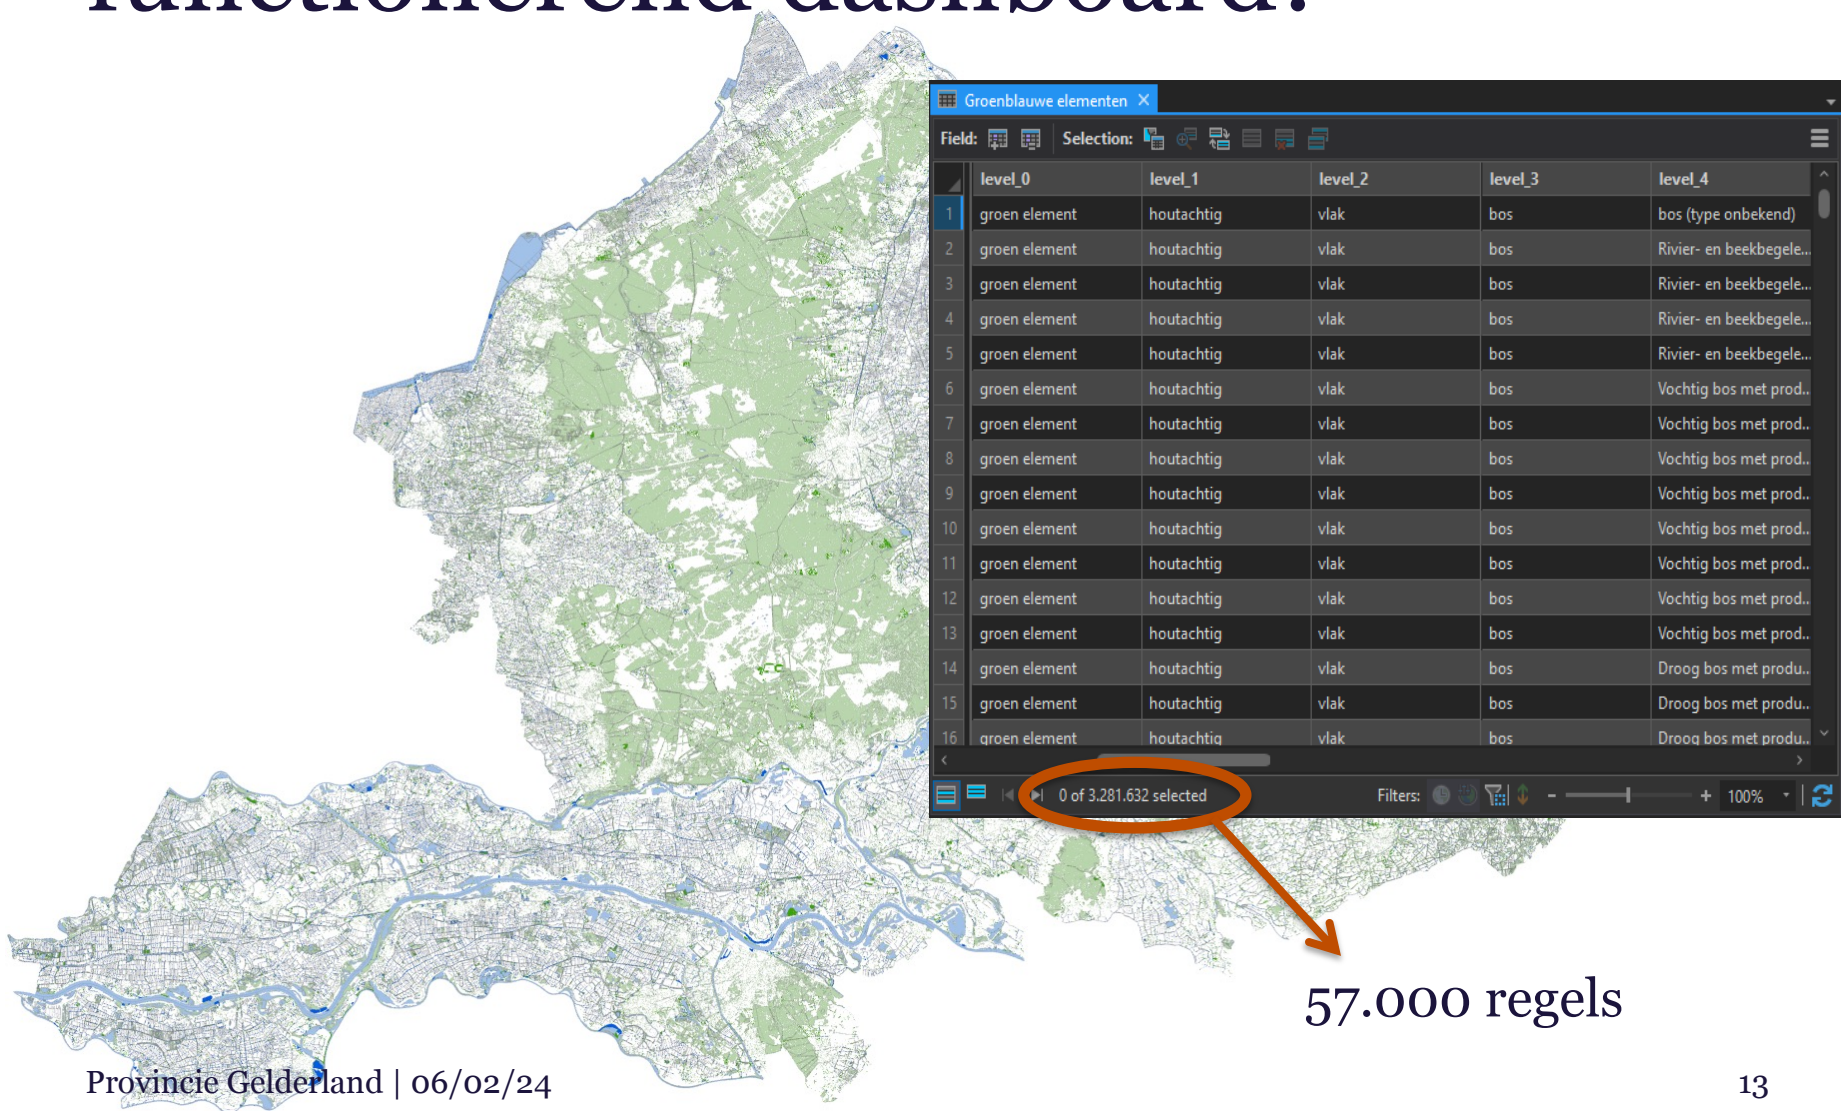 functionerend dashboard?
Groenblauwe elementen
Field: Selection:
level_0 level_1 level_2 level_3 level_4
1 groen element houtachtig vlak bos bos (type onbekend)
2 groen element houtachtig vlak bos Rivier- en beekbegele...
3 groen element houtachtig vlak bos Rivier- en beekbegele...
4 groen element houtachtig vlak bos Rivier- en beekbegele...
5 groen element houtachtig vlak bos Rivier- en beekbegele...
6 groen element houtachtig vlak bos Vochtig bos met prod..
7 groen element houtachtig vlak bos Vochtig bos met prod..
8 groen element houtachtig vlak bos Vochtig bos met prod..
9 groen element houtachtig vlak bos Vochtig bos met prod..
10 groen element houtachtig vlak bos Vochtig bos met prod..
11 groen element houtachtig vlak bos Vochtig bos met prod..
12 groen element houtachtig vlak bos Vochtig bos met prod..
13 groen element houtachtig vlak bos Vochtig bos met prod..
14 groen element houtachtig vlak bos Droog bos met produ..
15 groen element houtachtig vlak bos Droog bos met produ..
16 groen element houtachtig vlak bos Droog bos met produ..
0 of 3.281.632 selected Filters: - + 100%
57.000 regels
Provincie Gelderland | 06/02/24 13